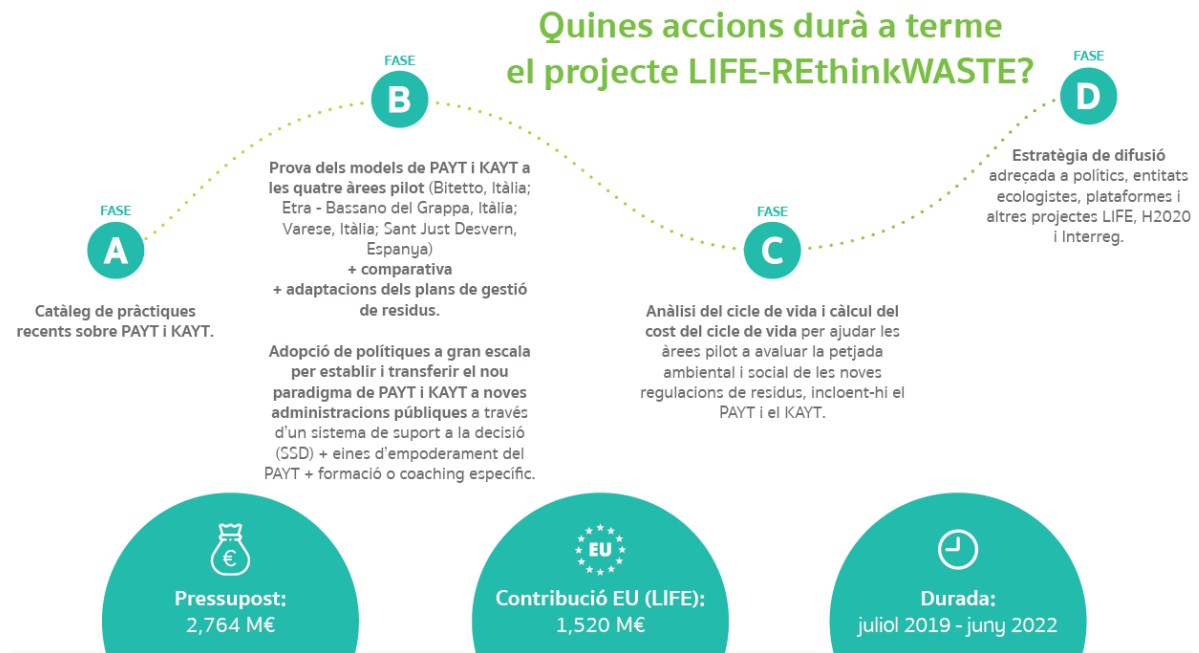 Quines accions durà a terme
el projecte LIFE-REthinkWASTE?
FASE
A
Catàleg de pràctiques
recents sobre PAYT i KAYT.
FASE
B
Prova dels models de PAYT i KAYT a
les quatre àrees pilot (Bitetto, Itàlia;
Etra - Bassano del Grappa, Itàlia;
Varese, Itàlia; Sant Just Desvern,
Espanya)
+ comparativa
+ adaptacions dels plans de gestió
de residus.
Adopció de polítiques a gran escala
per establir i transferir el nou
paradigma de PAYT i KAYT a noves
administracions públiques a través
d'un sistema de suport a la decisió
(SSD) + eines d'empoderament del
PAYT + formació o coaching específic.
FASE
C
Anàlisi del cicle de vida i càlcul del
cost del cicle de vida per ajudar les
àrees pilot a avaluar la petjada
ambiental i social de les noves
regulacions de residus, incloent-hi el
PAYT i el KAYT.
FASE
D
Estratègia de difusió
adreçada a polítics, entitats
ecologistes, plataformes i
altres projectes LIFE, H2020
i Interreg.
€
Pressupost:
2,764 M€
EU
Contribució EU (LIFE):
1,520 M€
Durada:
juliol 2019 - juny 2022